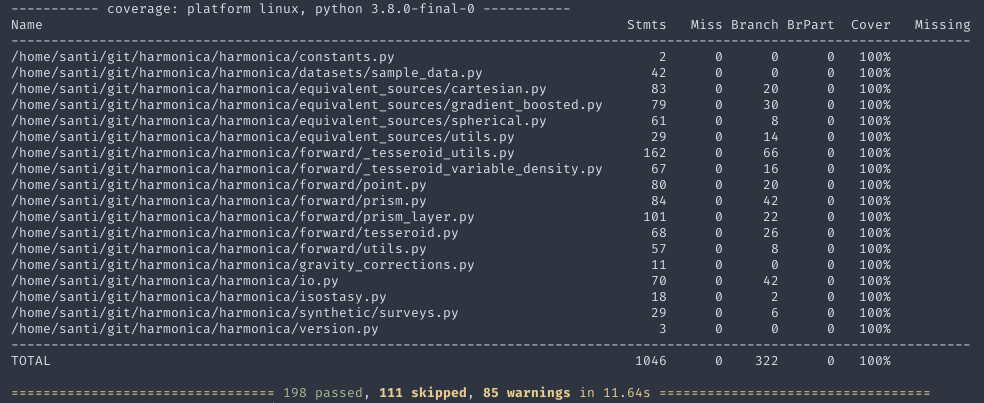 ----------- coverage: platform linux, python 3.8.0-final-0 -----------
Name Stmts Miss Branch BrPart Cover Missing
------------------------------------------------------------------------------------------------------------------------
/home/santi/git/harmonica/harmonica/constants.py 2 0 0 0 100%
/home/santi/git/harmonica/harmonica/datasets/sample_data.py 42 0 0 0 100%
/home/santi/git/harmonica/harmonica/equivalent_sources/cartesian.py 83 0 20 0 100%
/home/santi/git/harmonica/harmonica/equivalent_sources/gradient_boosted.py 79 0 30 0 100%
/home/santi/git/harmonica/harmonica/equivalent_sources/spherical.py 61 0 8 0 100%
/home/santi/git/harmonica/harmonica/equivalent_sources/utils.py 29 0 14 0 100%
/home/santi/git/harmonica/harmonica/forward/_tesseroid_utils.py 162 0 66 0 100%
/home/santi/git/harmonica/harmonica/forward/_tesseroid_variable_density.py 67 0 16 0 100%
/home/santi/git/harmonica/harmonica/forward/point.py 80 0 20 0 100%
/home/santi/git/harmonica/harmonica/forward/prism.py 84 0 42 0 100%
/home/santi/git/harmonica/harmonica/forward/prism_layer.py 101 0 22 0 100%
/home/santi/git/harmonica/harmonica/forward/tesseroid.py 68 0 26 0 100%
/home/santi/git/harmonica/harmonica/forward/utils.py 57 0 8 0 100%
/home/santi/git/harmonica/harmonica/gravity_corrections.py 11 0 0 0 100%
/home/santi/git/harmonica/harmonica/io.py 70 0 42 0 100%
/home/santi/git/harmonica/harmonica/isostasy.py 18 0 2 0 100%
/home/santi/git/harmonica/harmonica/synthetic/surveys.py 29 0 6 0 100%
/home/santi/git/harmonica/harmonica/version.py 3 0 0 0 100%
------------------------------------------------------------------------------------------------------------------------
TOTAL 1046 0 322 0 100%
================================= 198 passed, 111 skipped, 85 warnings in 11.64s ==================================